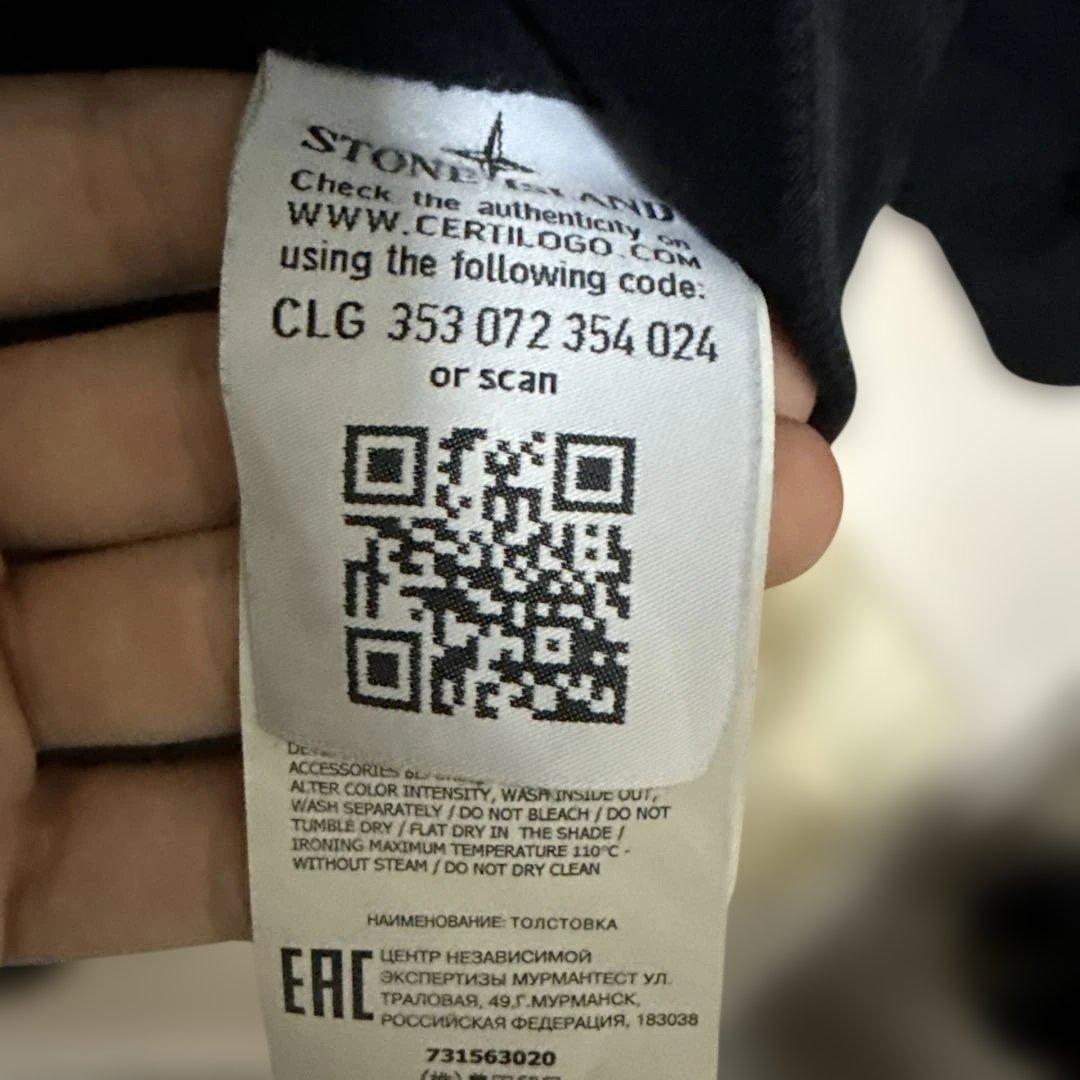 STONE ISLAND
Check the authenticity on
WWW.CERTILOGO.COM
using the following code:
CLG 353 072 354 024
or scan
ACCESSORIES
ALTER COLOR INTENSITY, WASH INSIDE OUT,
WASH SEPARATELY / DO NOT BLEACH / DO NOT
TUMBLE DRY / FLAT DRY IN THE SHADE /
IRONING MAXIMUM TEMPERATURE 110°C -
WITHOUT STEAM / DO NOT DRY CLEAN
НАИМЕНОВАНИЕ: ТОЛСТОВКА
EAC
ЦЕНТР НЕЗАВИСИМОЙ
ЭКСПЕРТИЗЫ МУРМАНТЕСТ УЛ.
ТРАЛОВАЯ, 49,Г.МУРМАНСК,
РОССИЙСКАЯ ФЕДЕРАЦИЯ, 183038
731563020